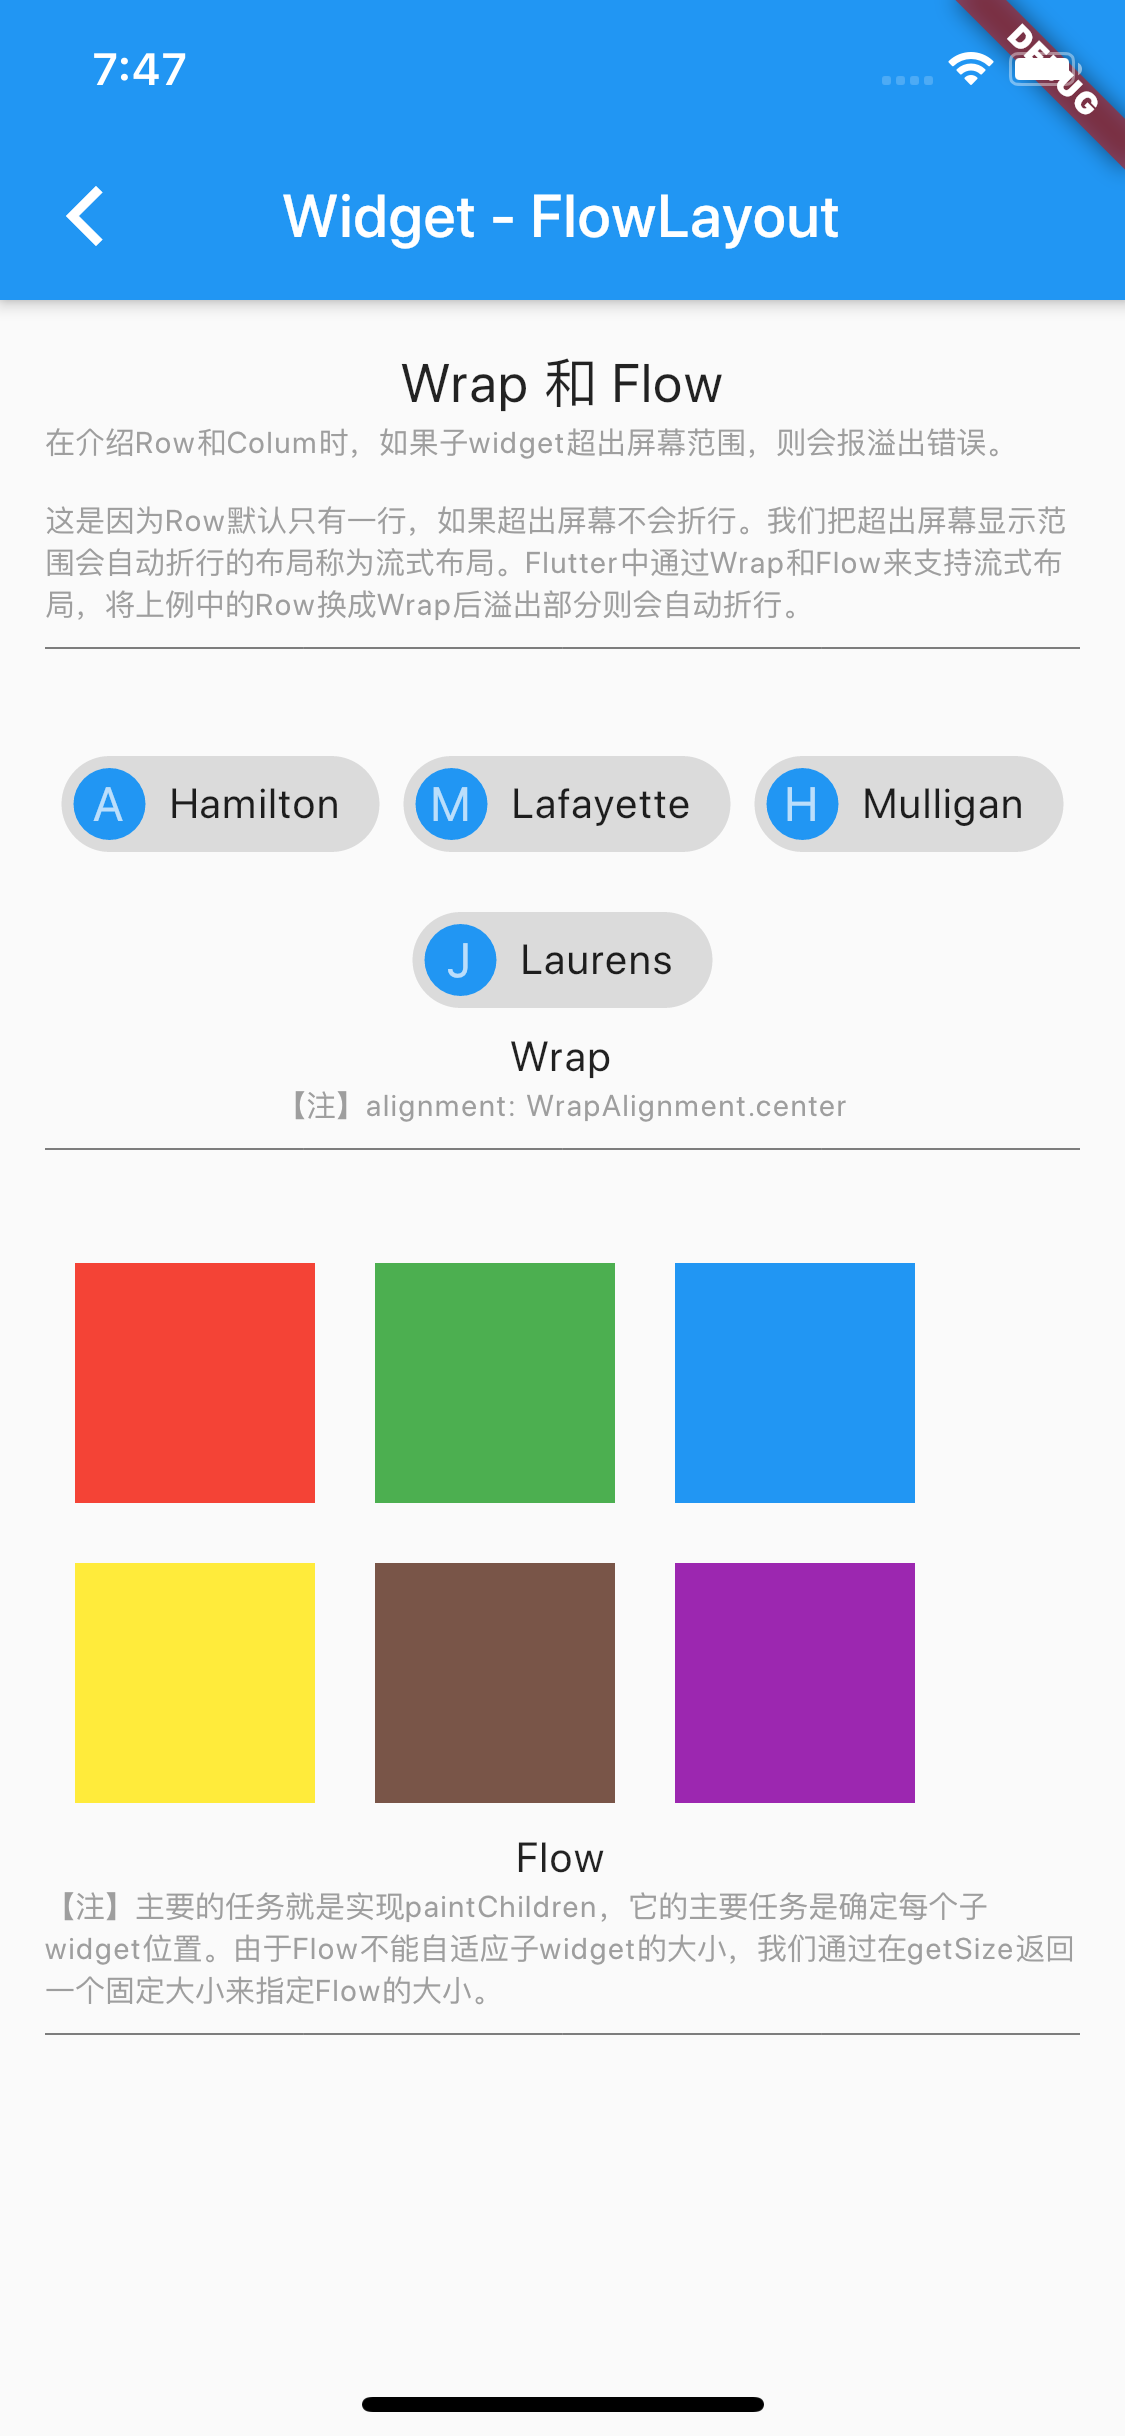 7:47
DEBUG
Widget - FlowLayout
Wrap 和 Flow
在介绍Row和Colum时，如果子widget超出屏幕范围，则会报溢出错误。
这是因为Row默认只有一行，如果超出屏幕不会折行。我们把超出屏幕显示范
围会自动折行的布局称为流式布局。Flutter中通过Wrap和Flow来支持流式布
局，将上例中的Row换成Wrap后溢出部分则会自动折行。
A Hamilton M Lafayette H Mulligan
J Laurens
Wrap
【注】alignment: WrapAlignment.center
Flow
【注】主要的任务就是实现paintChildren，它的主要任务是确定每个子
widget位置。由于Flow不能自适应子widget的大小，我们通过在getSize返回
一个固定大小来指定Flow的大小。